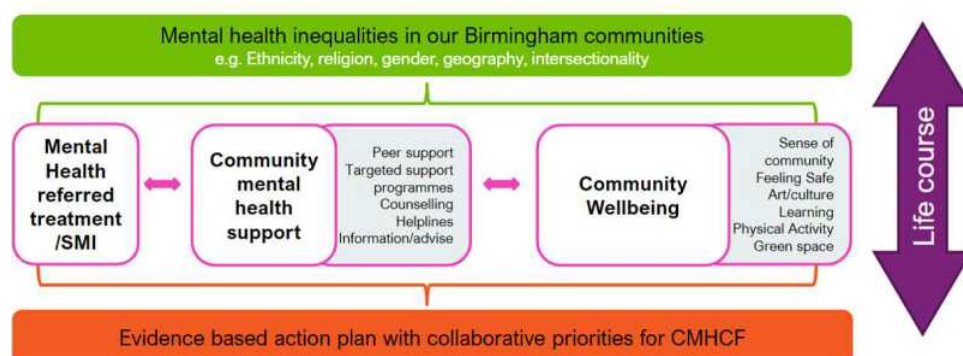 Mental health inequalities in our Birmingham communities
e.g. Ethnicity, religion, gender, geography, intersectionality
Mental
Health
referred
treatment
/SMI
Community
mental
health
support
Peer support
Targeted support
programmes
Counselling
Helplines
Information/advise
Community
Wellbeing
Sense of
community
Feeling Safe
Art/culture
Learning
Physical Activity
Green space
Life course
Evidence based action plan with collaborative priorities for CMHCF